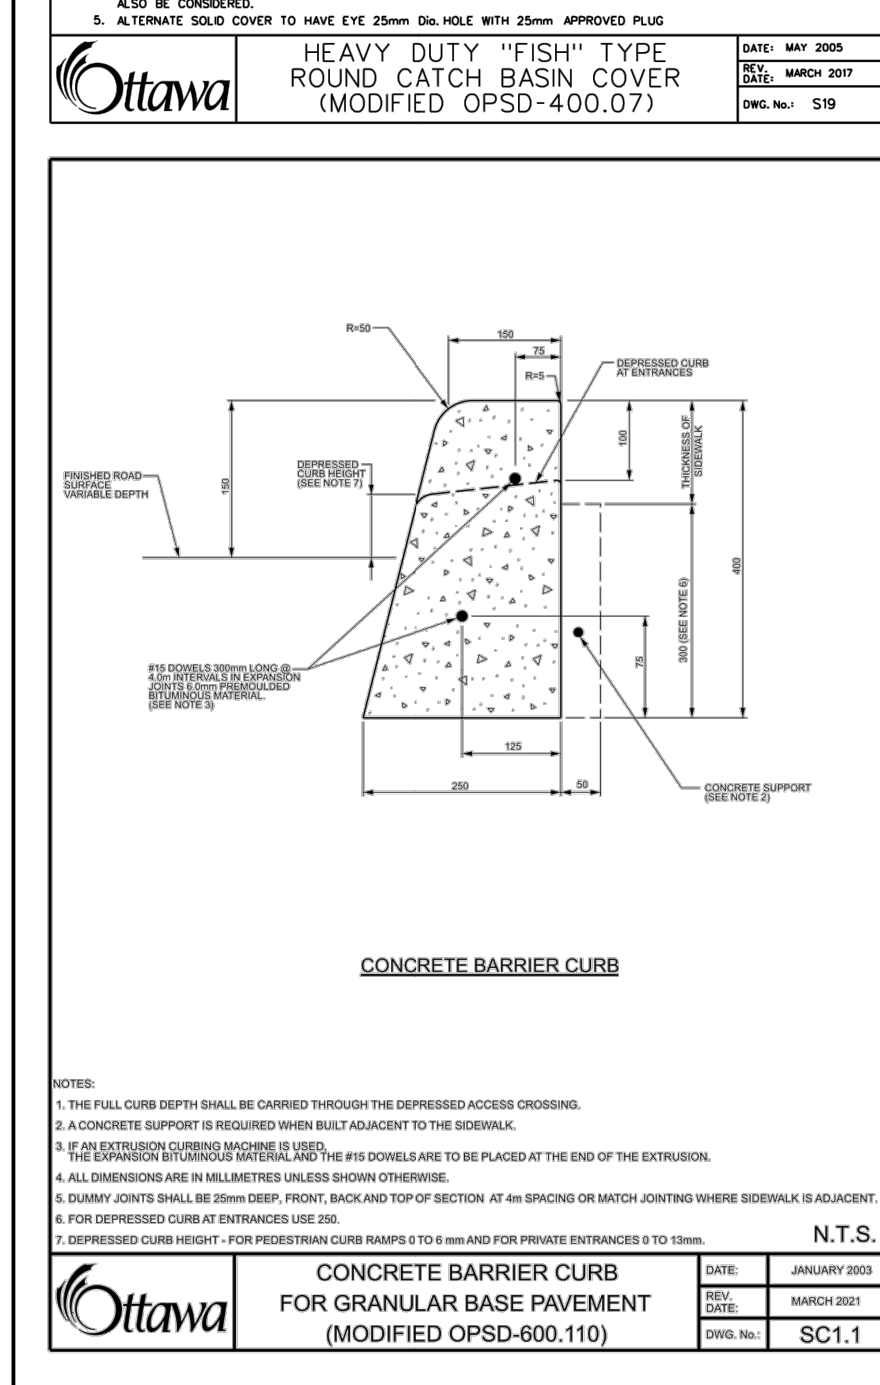 ALSO BE CONSIDERED.
5. ALTERNATE SOLID COVER TO HAVE EYE 25mm Dia. HOLE WITH 25mm APPROVED PLUG
Ottawa
HEAVY DUTY "FISH" TYPE
ROUND CATCH BASIN COVER
(MODIFIED OPSD-400.07)
DATE: MAY 2005
REV.
DATE: MARCH 2017
DWG. No.: S19
R=50
150
75
R=5
DEPRESSED CURB
AT ENTRANCES
FINISHED ROAD
SURFACE
VARIABLE DEPTH
150
DEPRESSED
CURB HEIGHT
(SEE NOTE 7)
100
THICKNESS OF
SIDEWALK
400
300 (SEE NOTE 6)
75
#15 DOWELS 300mm LONG @
4.0m INTERVALS IN EXPANSION
JOINTS 6.0mm PREMOULDED
BITUMINOUS MATERIAL.
(SEE NOTE 3)
125
250
50
CONCRETE SUPPORT
(SEE NOTE 2)
CONCRETE BARRIER CURB
NOTES:
1. THE FULL CURB DEPTH SHALL BE CARRIED THROUGH THE DEPRESSED ACCESS CROSSING.
2. A CONCRETE SUPPORT IS REQUIRED WHEN BUILT ADJACENT TO THE SIDEWALK.
3. IF AN EXTRUSION CURBING MACHINE IS USED,
THE EXPANSION BITUMINOUS MATERIAL AND THE #15 DOWELS ARE TO BE PLACED AT THE END OF THE EXTRUSION.
4. ALL DIMENSIONS ARE IN MILLIMETRES UNLESS SHOWN OTHERWISE.
5. DUMMY JOINTS SHALL BE 25mm DEEP, FRONT, BACK AND TOP OF SECTION AT 4m SPACING OR MATCH JOINTING WHERE SIDEWALK IS ADJACENT.
6. FOR DEPRESSED CURB AT ENTRANCES USE 250.
7. DEPRESSED CURB HEIGHT - FOR PEDESTRIAN CURB RAMPS 0 TO 6 mm AND FOR PRIVATE ENTRANCES 0 TO 13mm.
N.T.S.
Ottawa
CONCRETE BARRIER CURB
FOR GRANULAR BASE PAVEMENT
(MODIFIED OPSD-600.110)
DATE: JANUARY 2003
REV.
DATE: MARCH 2021
DWG. No.: SC1.1